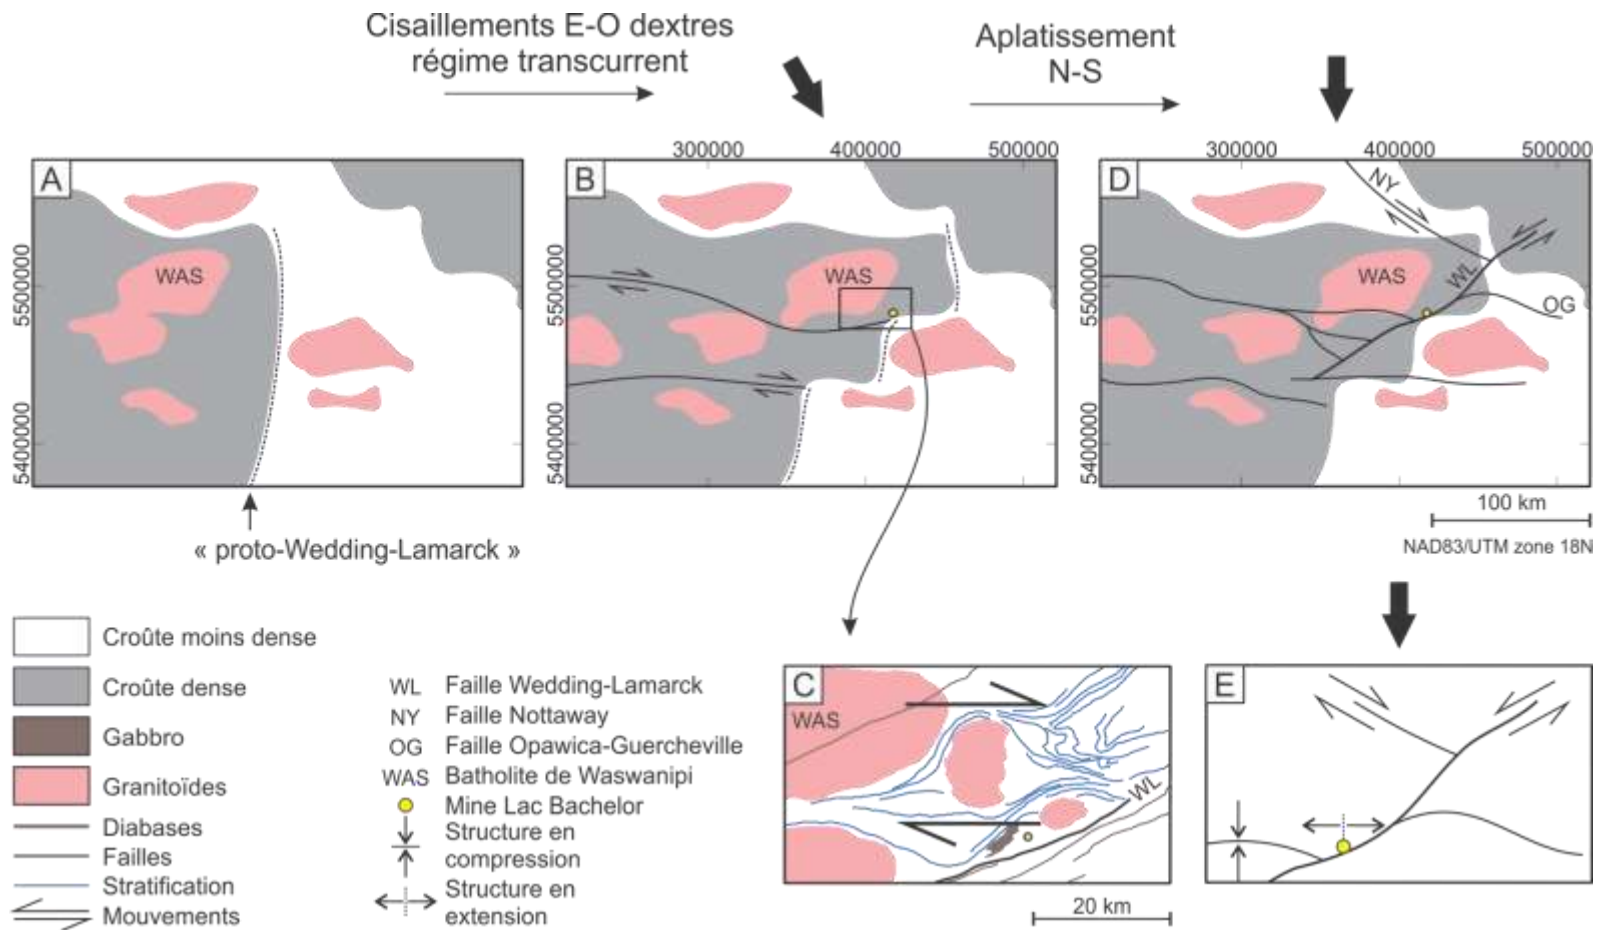 Cisaillements E-O dextres
régime transcurrent
Aplatissement
N-S
A
WAS
5500000
5400000
« proto-Wedding-Lamarck »
300000 400000 500000
B
WAS
5500000
5400000
300000 400000 500000
D
NY
WAS
WL
OG
5500000
5400000
100 km
NAD83/UTM zone 18N
Croûte moins dense
Croûte dense
Gabbro
Granitoïdes
Diabases
Failles
Stratification
Mouvements
WL Faille Wedding-Lamarck
NY Faille Nottaway
OG Faille Opawica-Guercheville
WAS Batholite de Waswanipi
Mine Lac Bachelor
Structure en
compression
Structure en
extension
C
WAS
WL
20 km
E